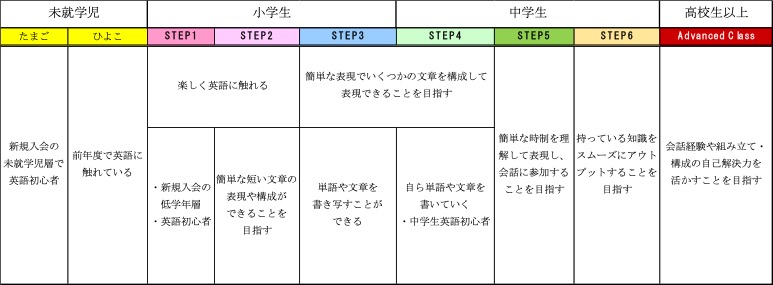 未就学児
小学生
中学生
高校生以上
たまご
ひよこ
STEP1
STEP2
STEP3
STEP4
STEP5
STEP6
Advanced Class
新規入会の
未就学児層で
英語初心者
前年度で英語に
触れている
楽しく英語に触れる
簡単な表現でいくつかの文章を構成して
表現できることを目指す
・新規入会の
低学年層
・英語初心者
簡単な短い文章の
表現や構成が
できることを
目指す
単語や文章を
書き写すことが
できる
自ら単語や文章を
書いていく
・中学生英語初心者
簡単な時制を理
解して表現し、
会話に参加する
ことを目指す
持っている知識を
スムーズにアウト
プットすることを
目指す
会話経験や組み立て・
構成の自己解決力を
活かすことを目指す